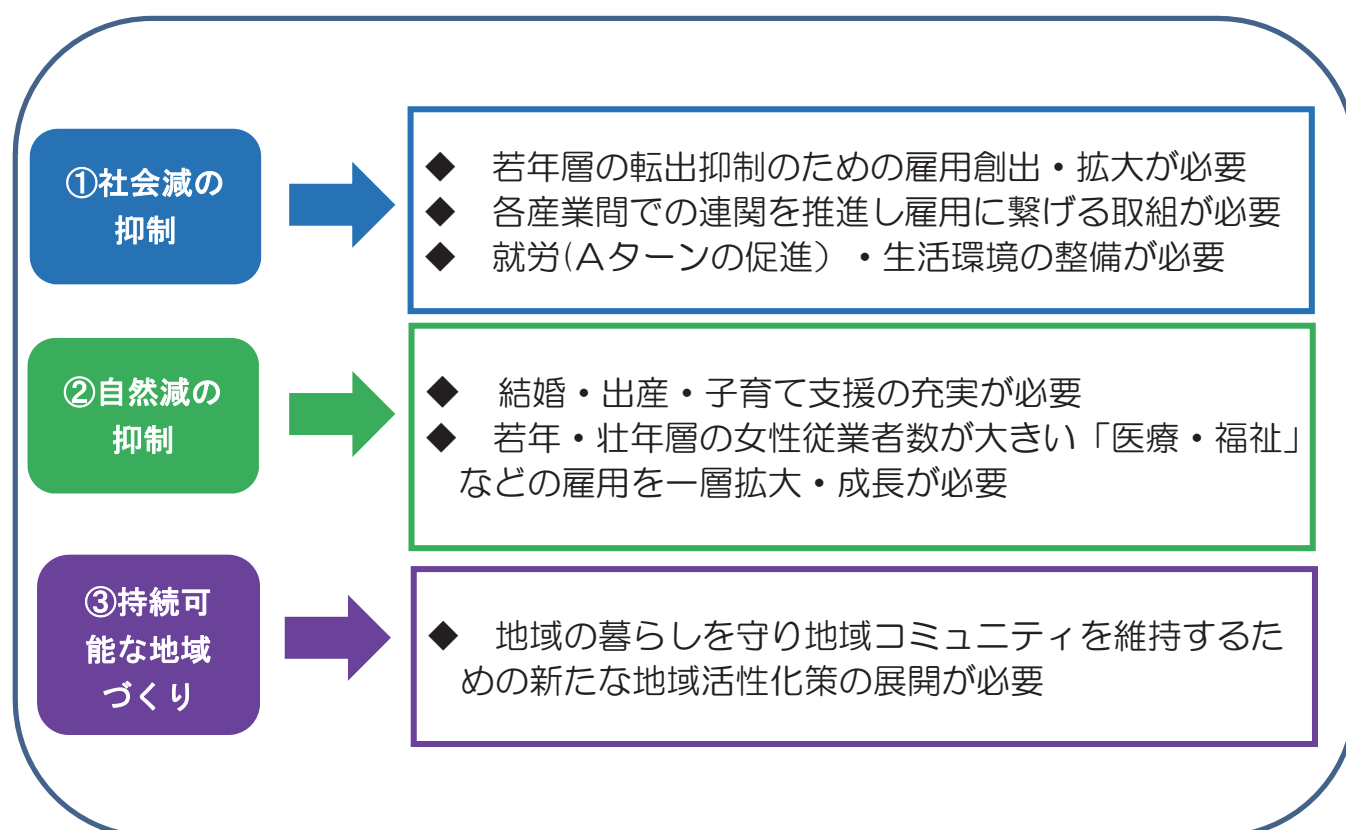 ①社会減の
抑制
◆ 若年層の転出抑制のための雇用創出・拡大が必要
◆ 各産業間での連関を推進し雇用に繋げる取組が必要
◆ 就労(Aターンの促進）・生活環境の整備が必要
②自然減の
抑制
◆ 結婚・出産・子育て支援の充実が必要
◆ 若年・壮年層の女性従業者数が大きい「医療・福祉」
などの雇用を一層拡大・成長が必要
③持続可
能な地域
づくり
◆ 地域の暮らしを守り地域コミュニティを維持するた
めの新たな地域活性化策の展開が必要